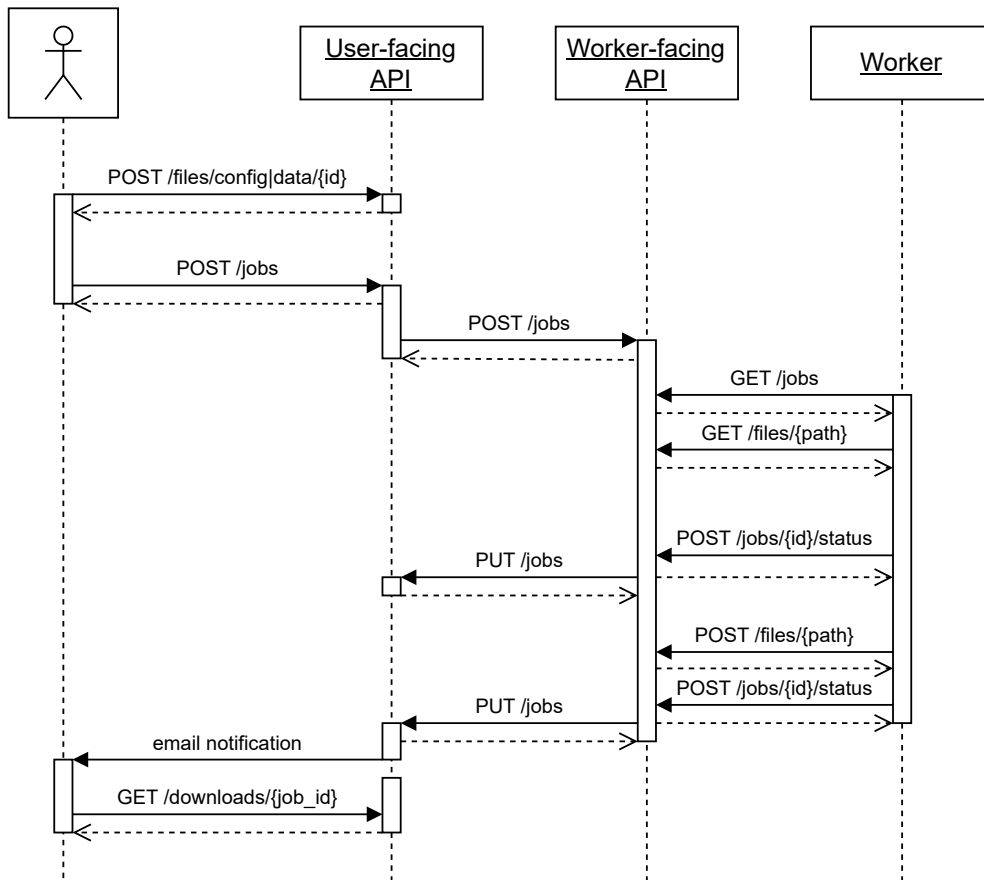 User-facing
API
Worker-facing
API
Worker
POST /files/config|data/{id}
POST /jobs
POST /jobs
GET /jobs
GET /files/{path}
POST /jobs/{id}/status
PUT /jobs
POST /files/{path}
POST /jobs/{id}/status
PUT /jobs
email notification
GET /downloads/{job_id}